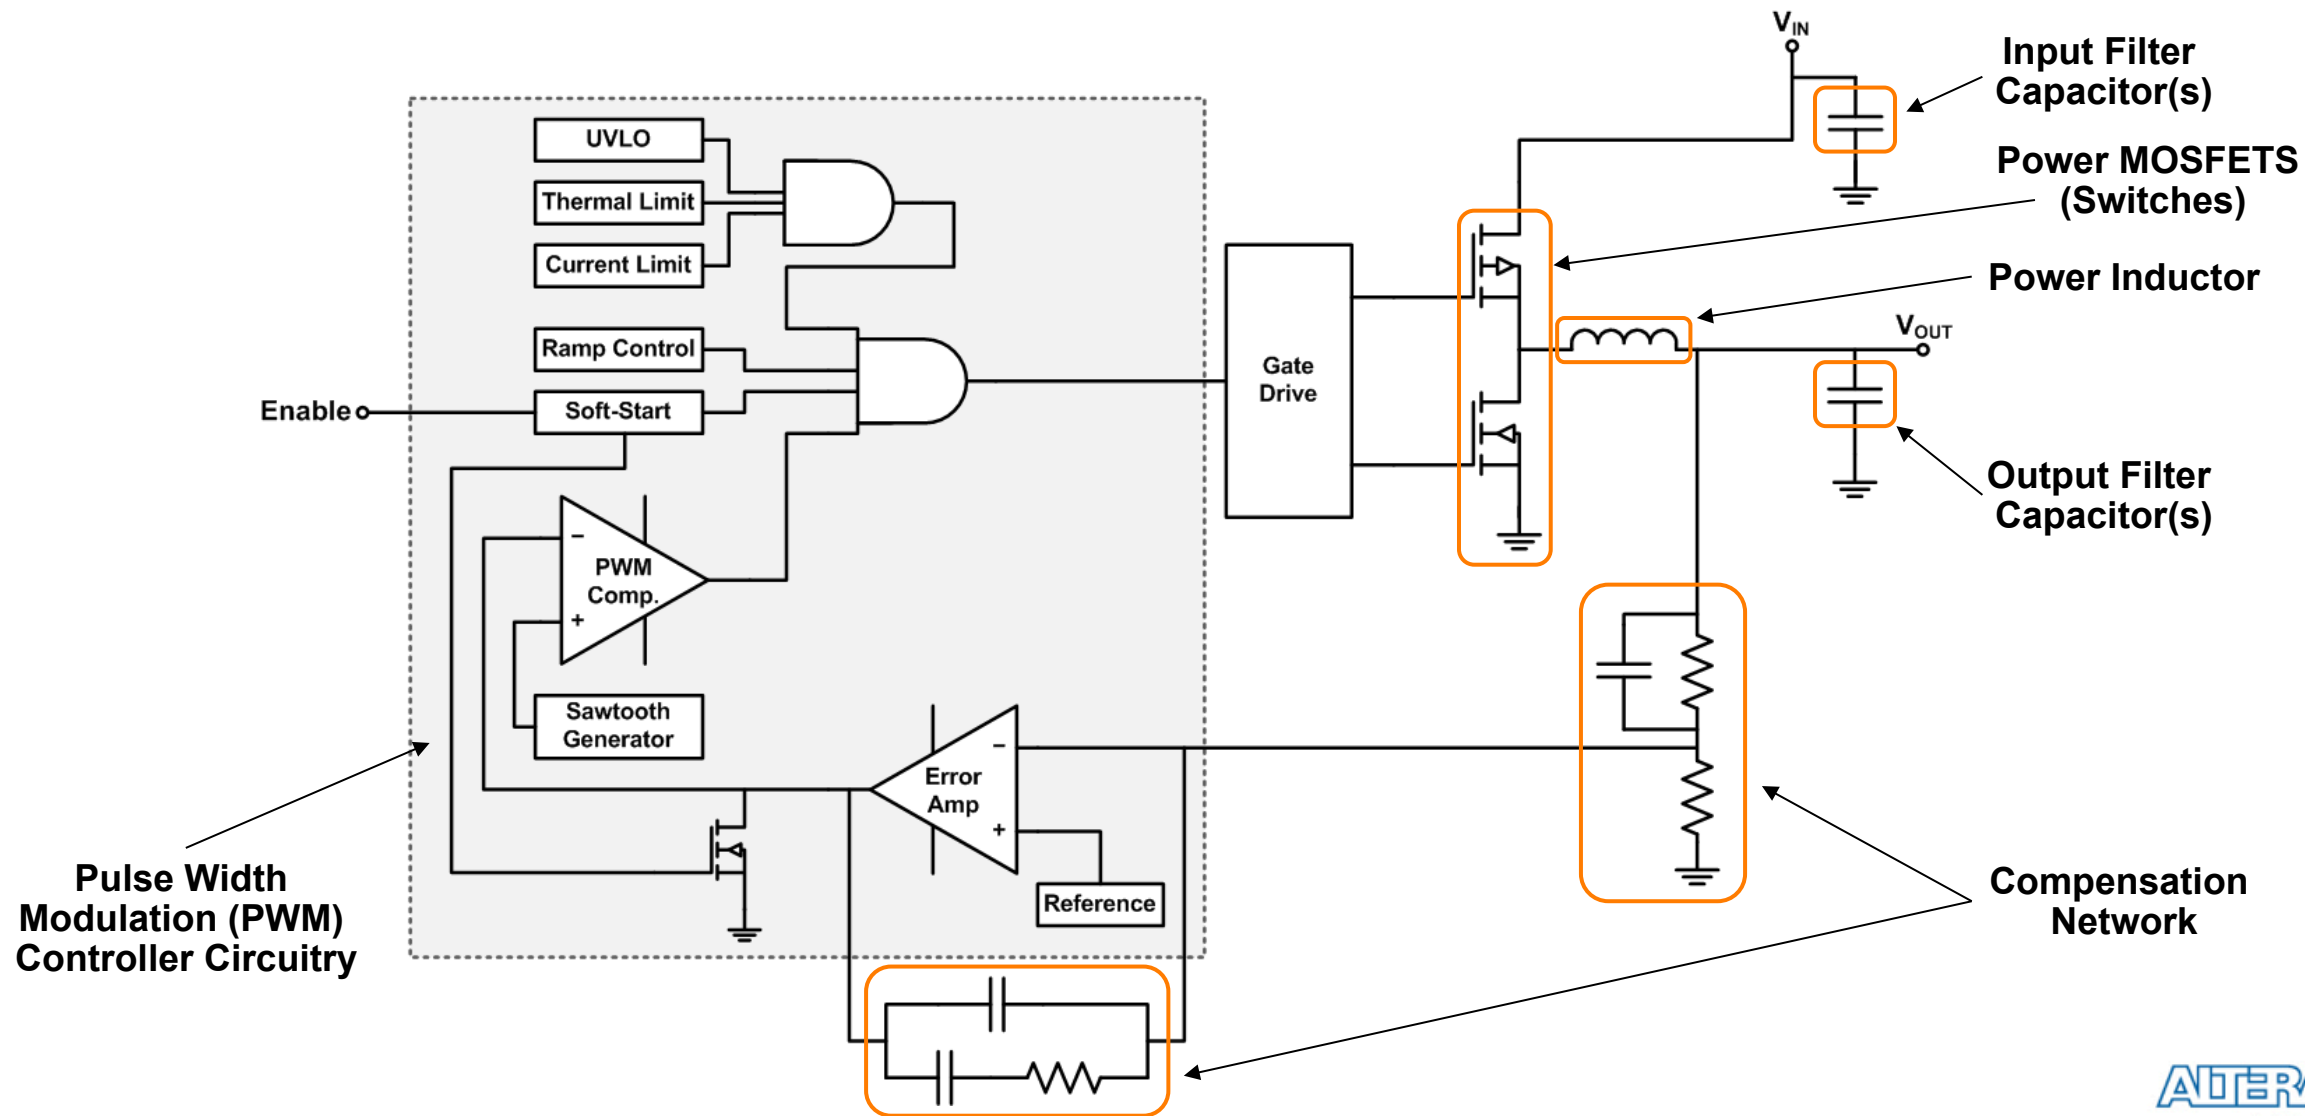 V_IN
Input Filter
Capacitor(s)
Power MOSFETS
(Switches)
Power Inductor
V_OUT
Output Filter
Capacitor(s)
UVLO
Thermal Limit
Current Limit
Ramp Control
Enable
Soft-Start
Gate
Drive
−
PWM
Comp.
+
Sawtooth
Generator
−
Error
Amp
+
Reference
Pulse Width
Modulation (PWM)
Controller Circuitry
Compensation
Network